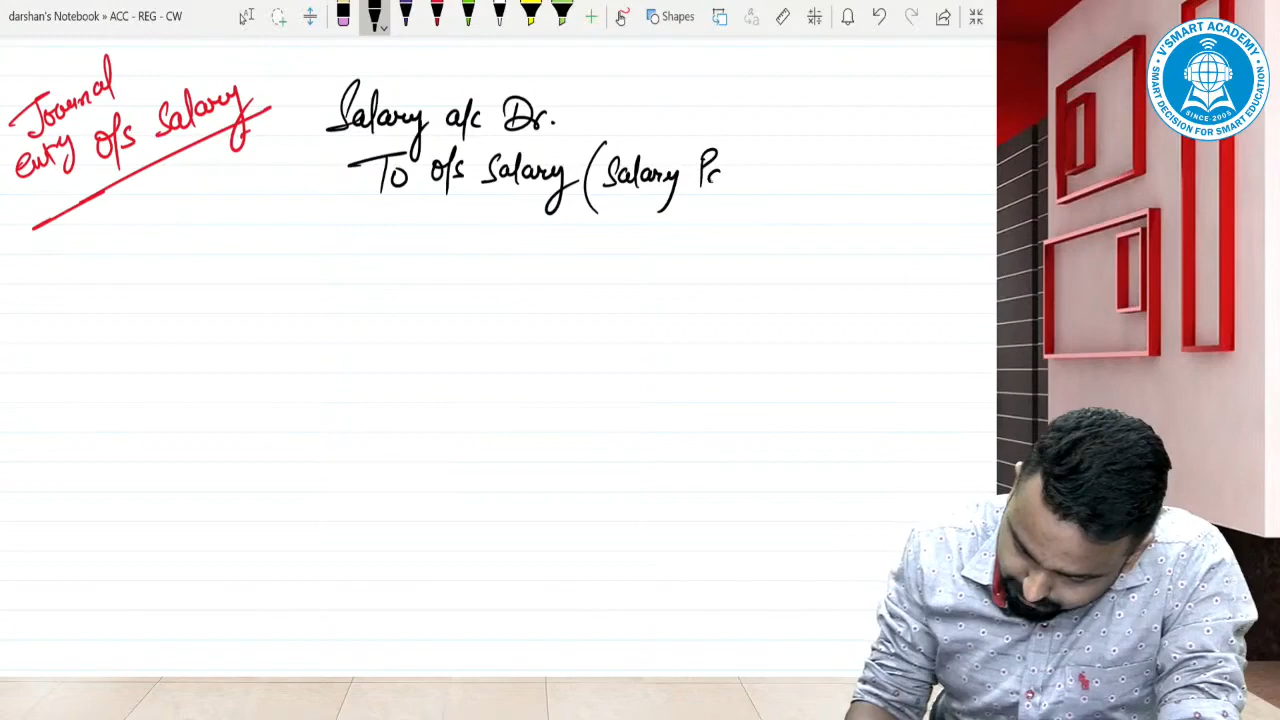 darshan's Notebook » ACC - REG - CW
Shapes
Journal
entry o/s Salary
Salary a/c Dr.
To o/s Salary (Salary
V'SMART ACADEMY
SINCE-2005
SMART DECISION FOR SMART EDUCATION